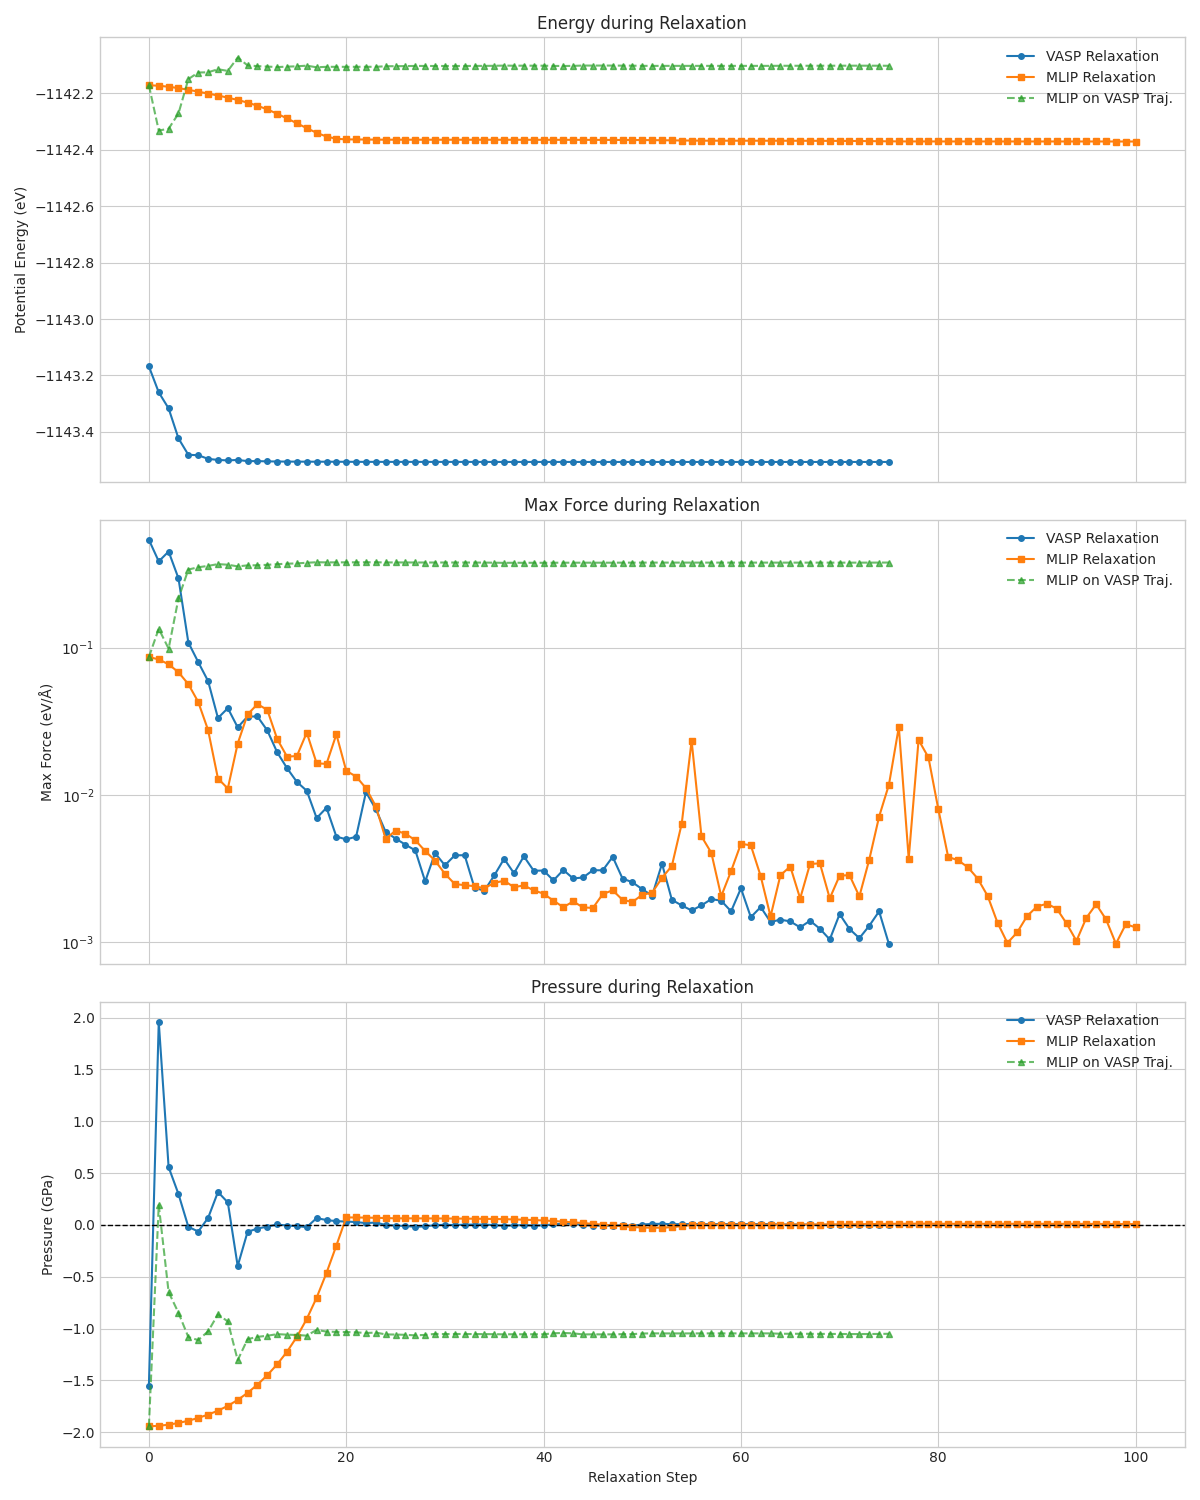 Energy during Relaxation
VASP Relaxation
MLIP Relaxation
MLIP on VASP Traj.
Potential Energy (eV)
−1142.2
−1142.4
−1142.6
−1142.8
−1143.0
−1143.2
−1143.4
Max Force during Relaxation
VASP Relaxation
MLIP Relaxation
MLIP on VASP Traj.
Max Force (eV/Å)
10⁻¹
10⁻²
10⁻³
Pressure during Relaxation
VASP Relaxation
MLIP Relaxation
MLIP on VASP Traj.
Pressure (GPa)
2.0
1.5
1.0
0.5
0.0
−0.5
−1.0
−1.5
−2.0
0 20 40 60 80 100
Relaxation Step